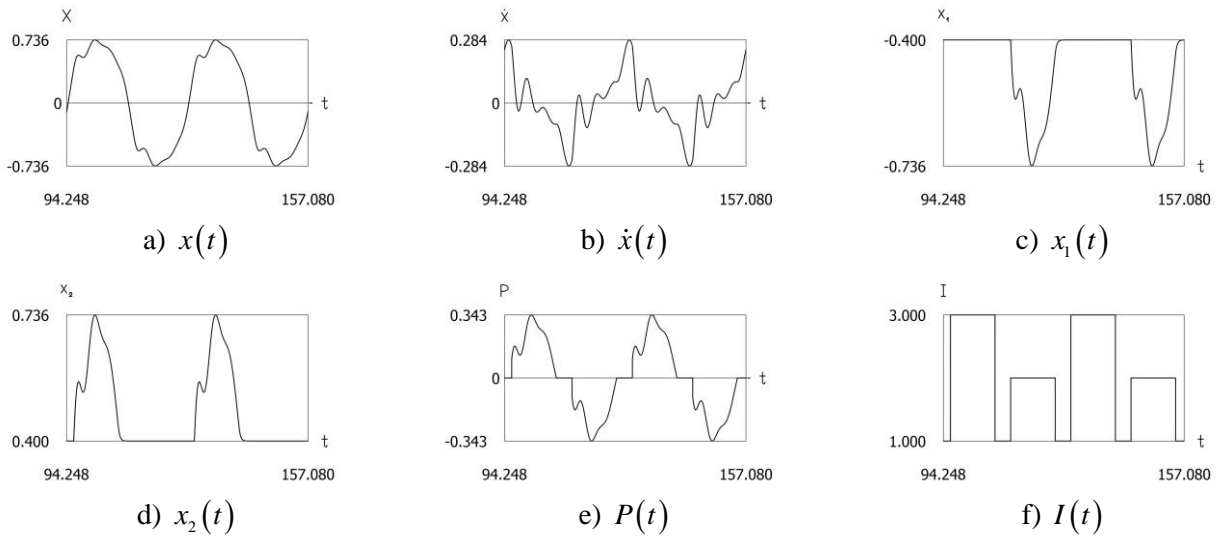 X
0.736
0
-0.736
t
94.248 157.080
a) x(t)
ẋ
0.284
0
-0.284
t
94.248 157.080
b) ẋ(t)
x₁
-0.400
-0.736
t
94.248 157.080
c) x₁(t)
x₂
0.736
0.400
t
94.248 157.080
d) x₂(t)
P
0.343
0
-0.343
t
94.248 157.080
e) P(t)
I
3.000
1.000
t
94.248 157.080
f) I(t)